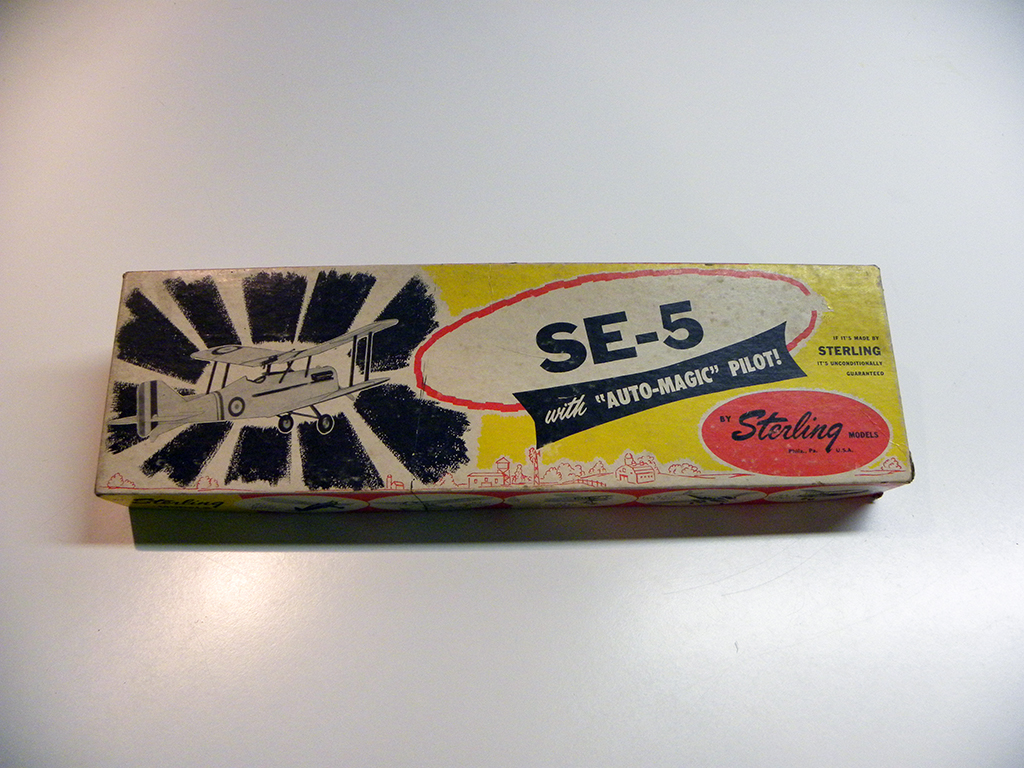 SE-5
with "AUTO-MAGIC" PILOT!
IF IT'S MADE BY
STERLING
IT'S UNCONDITIONALLY
GUARANTEED
BY Sterling MODELS
Phila., Pa. U.S.A.
Sterling